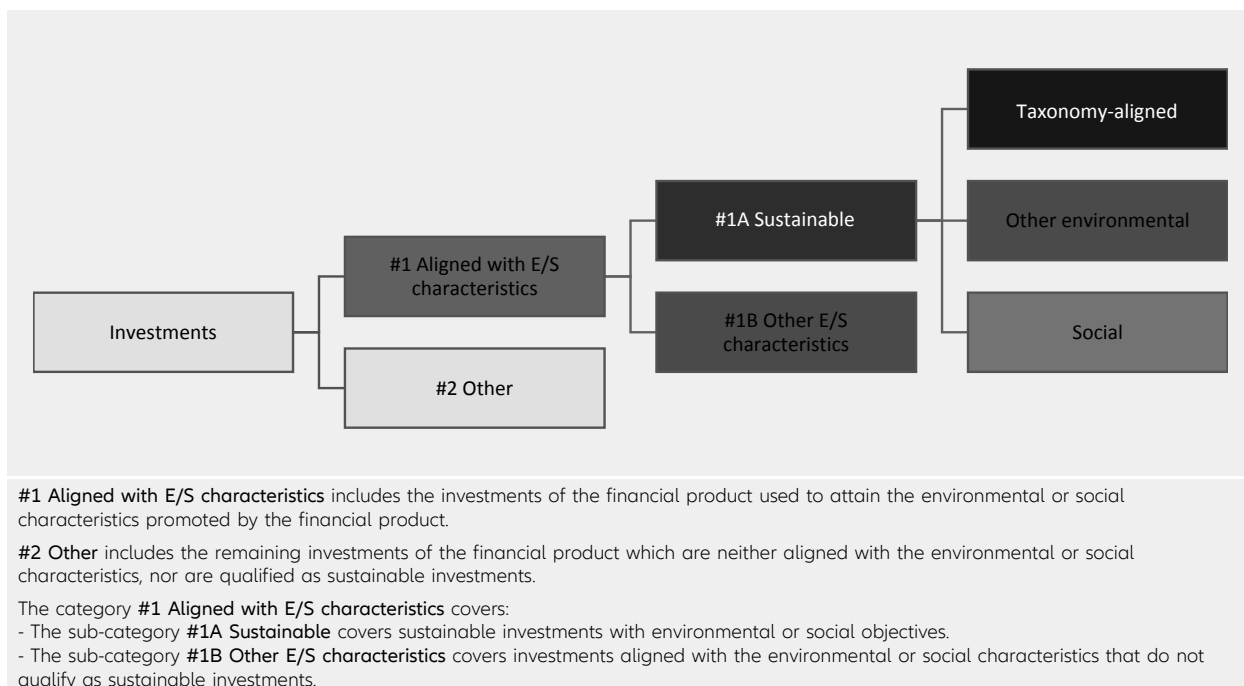 Taxonomy-aligned
#1A Sustainable
Other environmental
#1 Aligned with E/S
characteristics
Investments
#1B Other E/S
characteristics
Social
#2 Other
#1 Aligned with E/S characteristics includes the investments of the financial product used to attain the environmental or social
characteristics promoted by the financial product.
#2 Other includes the remaining investments of the financial product which are neither aligned with the environmental or social
characteristics, nor are qualified as sustainable investments.
The category #1 Aligned with E/S characteristics covers:
- The sub-category #1A Sustainable covers sustainable investments with environmental or social objectives.
- The sub-category #1B Other E/S characteristics covers investments aligned with the environmental or social characteristics that do not
qualify as sustainable investments.